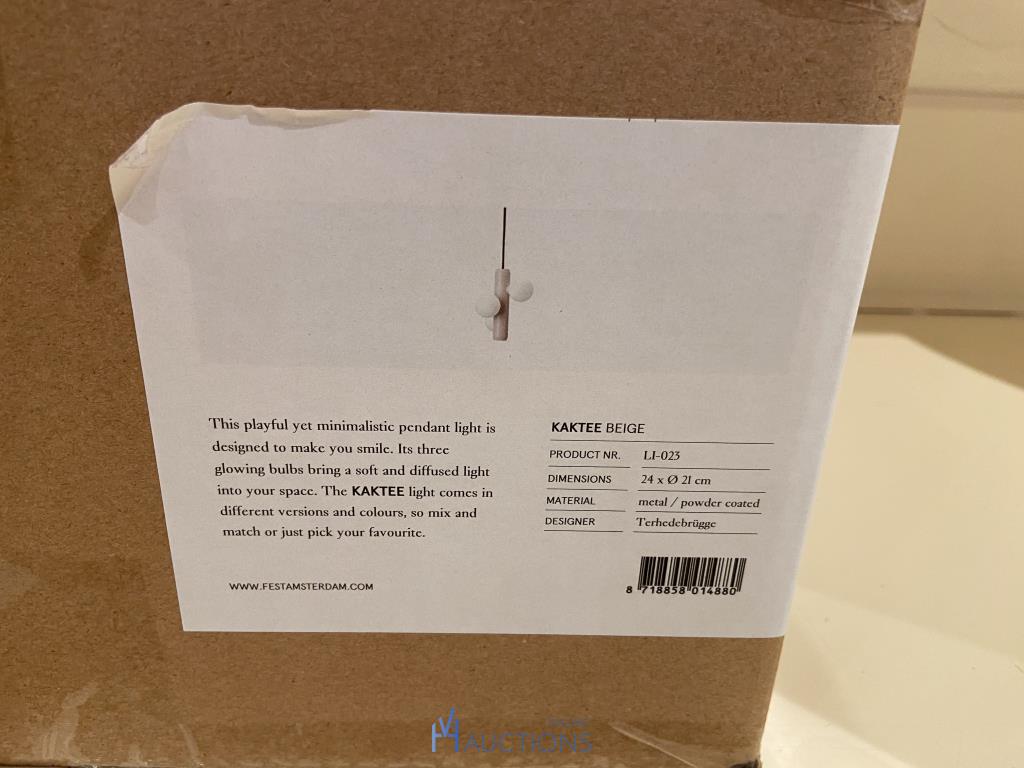 This playful yet minimalistic pendant light is
designed to make you smile. Its three
glowing bulbs bring a soft and diffused light
into your space. The KAKTEE light comes in
different versions and colours, so mix and
match or just pick your favourite.
WWW.FESTAMSTERDAM.COM
KAKTEE BEIGE
PRODUCT NR. LI-023
DIMENSIONS 24 x Ø 21 cm
MATERIAL metal / powder coated
DESIGNER Terhedebrügge
8 718858 014880
AUCTIONS